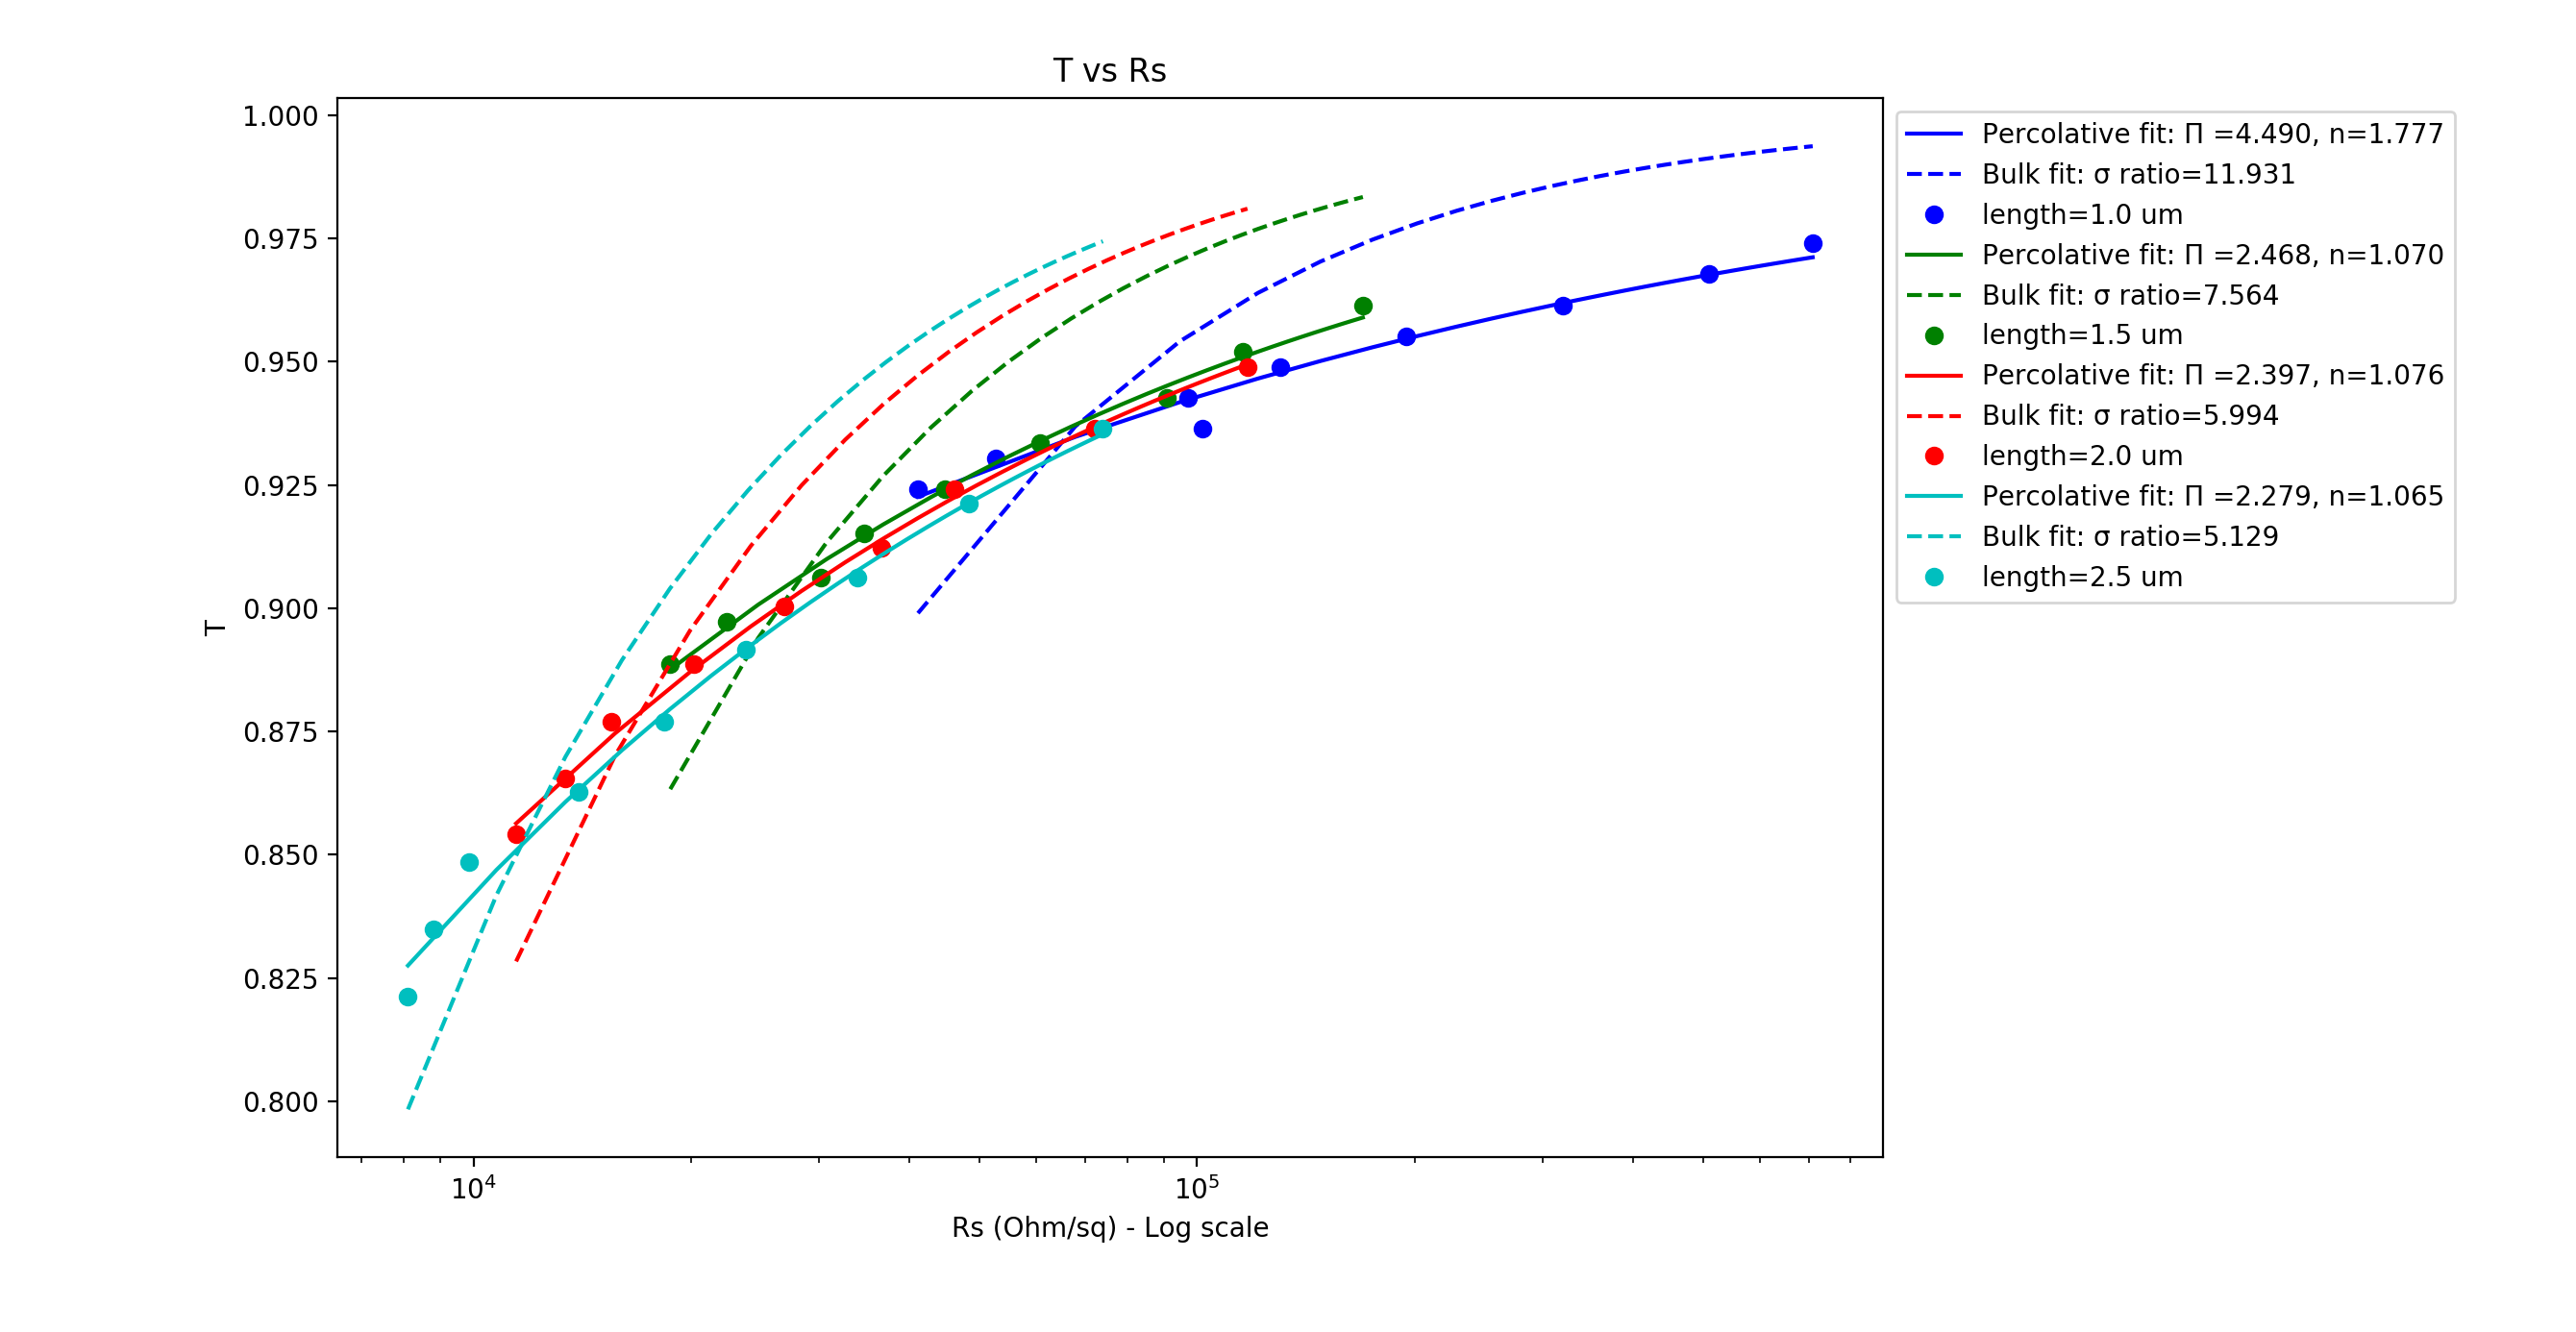 T vs Rs
1.000
0.975
0.950
0.925
0.900
0.875
0.850
0.825
0.800
T
10⁴
10⁵
Rs (Ohm/sq) - Log scale
Percolative fit: Π =4.490, n=1.777
Bulk fit: σ ratio=11.931
length=1.0 um
Percolative fit: Π =2.468, n=1.070
Bulk fit: σ ratio=7.564
length=1.5 um
Percolative fit: Π =2.397, n=1.076
Bulk fit: σ ratio=5.994
length=2.0 um
Percolative fit: Π =2.279, n=1.065
Bulk fit: σ ratio=5.129
length=2.5 um